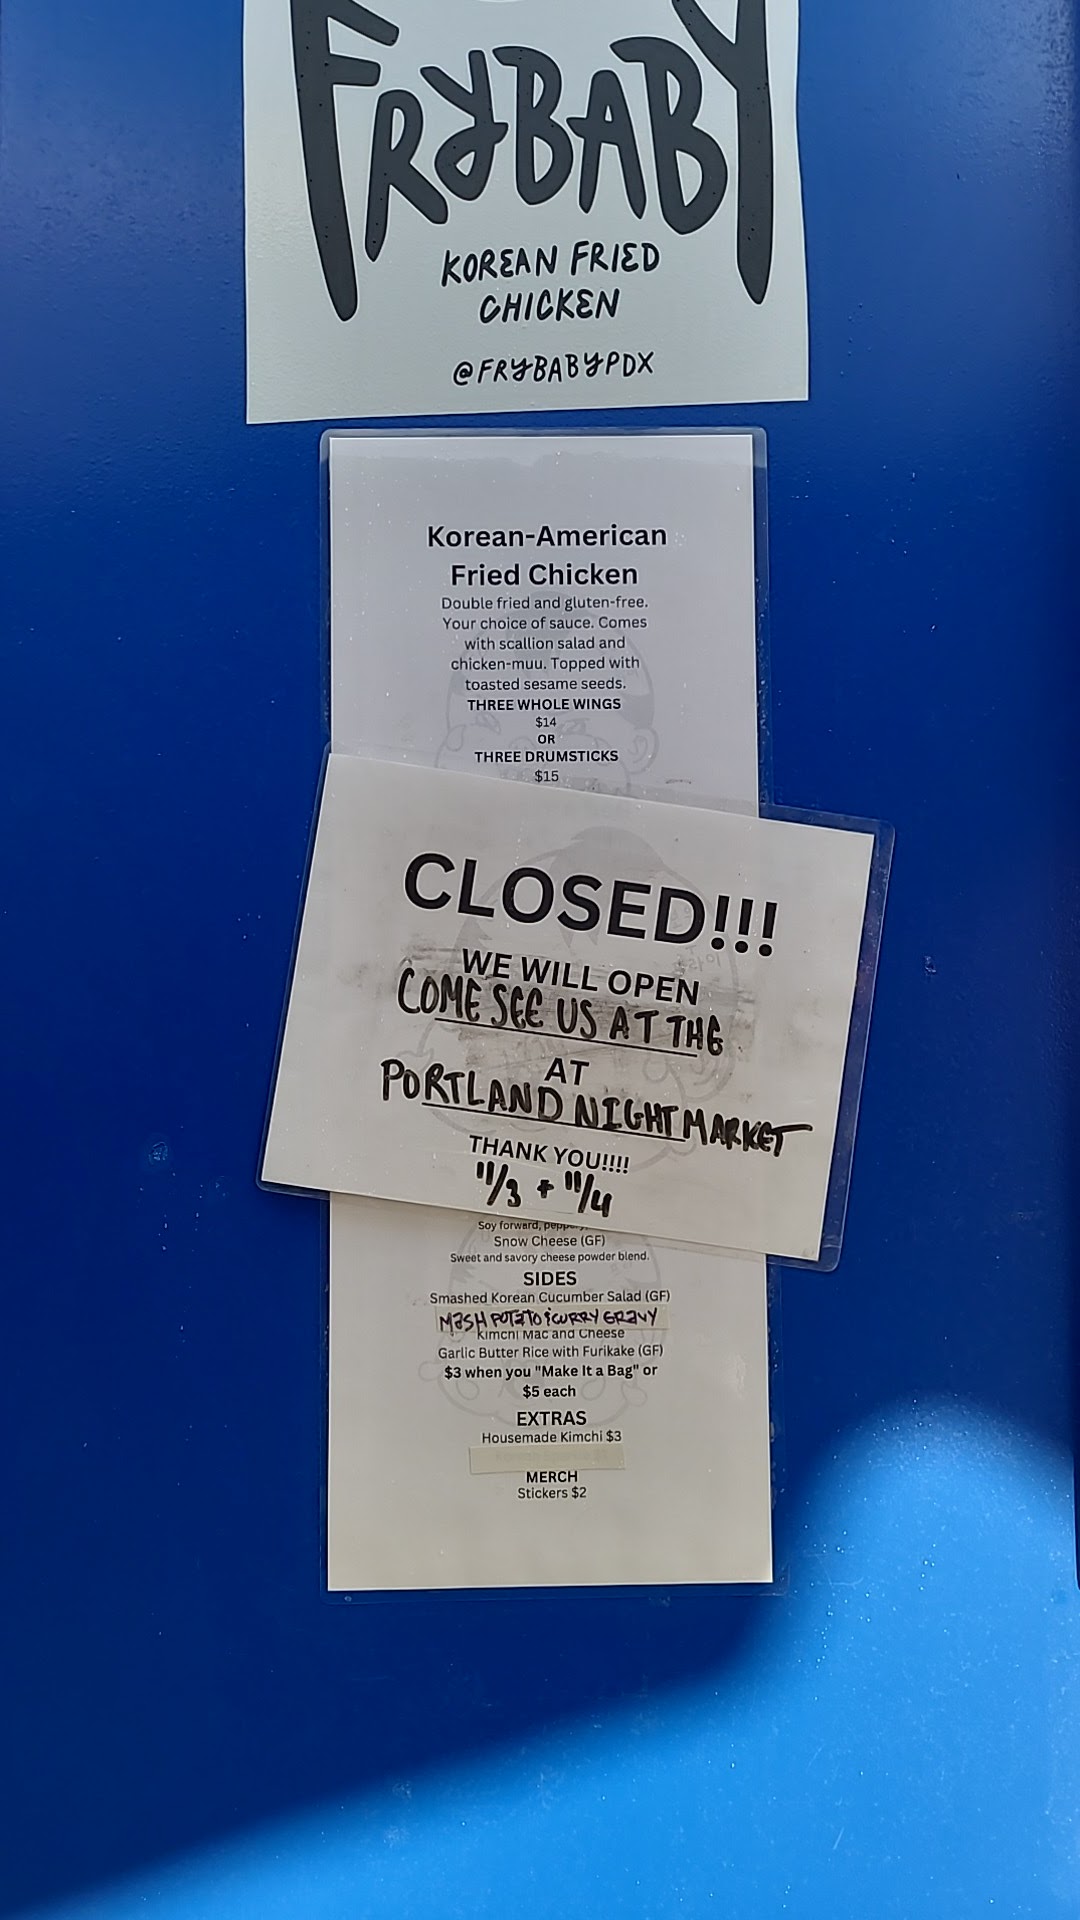 FRYBABY
KOREAN FRIED
CHICKEN
@FRYBABYPDX
Korean-American
Fried Chicken
Double fried and gluten-free.
Your choice of sauce. Comes
with scallion salad and
chicken-muu. Topped with
toasted sesame seeds.
THREE WHOLE WINGS
$14
OR
THREE DRUMSTICKS
$15
CLOSED!!!
WE WILL OPEN
COME SEE US AT THE
AT
PORTLAND NIGHT MARKET
THANK YOU!!!!
11/3 + 11/4
Soy forward,
Snow Cheese (GF)
Sweet and savory cheese powder blend.
SIDES
Smashed Korean Cucumber Salad (GF)
MASH POTATO & CURRY GRAVY
Kimchi Mac and Cheese
Garlic Butter Rice with Furikake (GF)
$3 when you "Make It a Bag" or
$5 each
EXTRAS
Housemade Kimchi $3
MERCH
Stickers $2